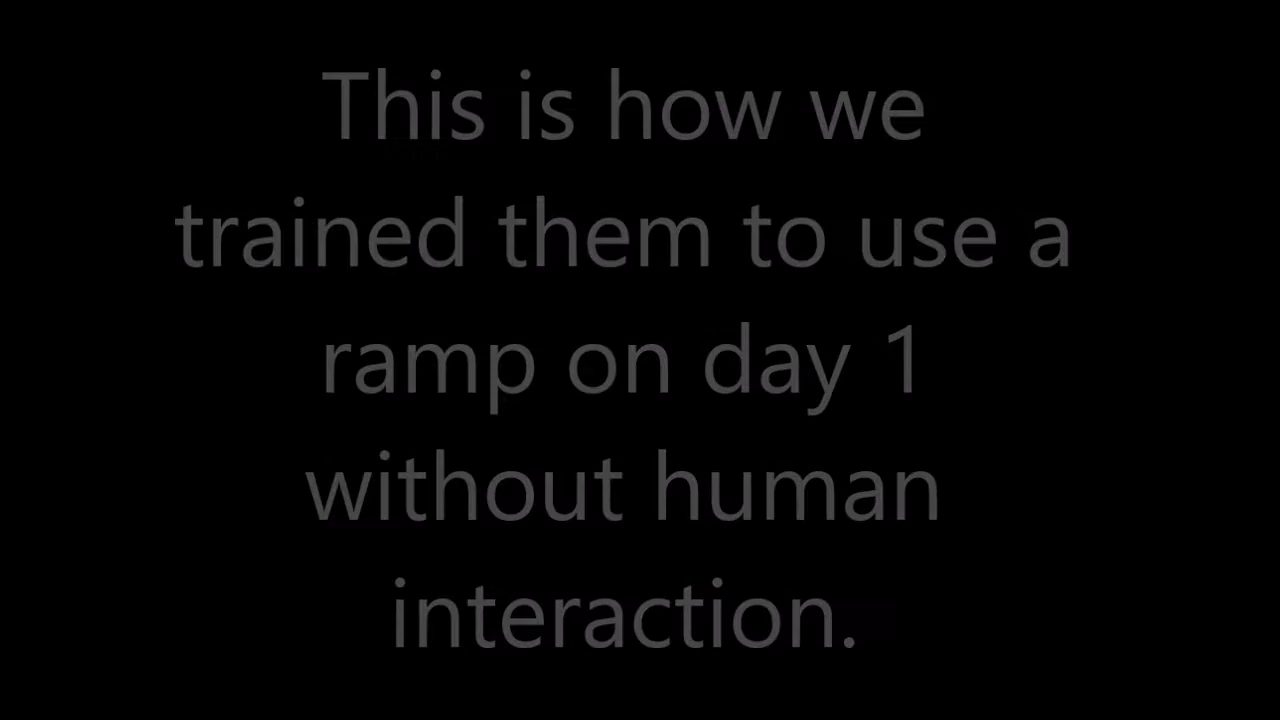 This is how we
trained them to use a
ramp on day 1
without human
interaction.